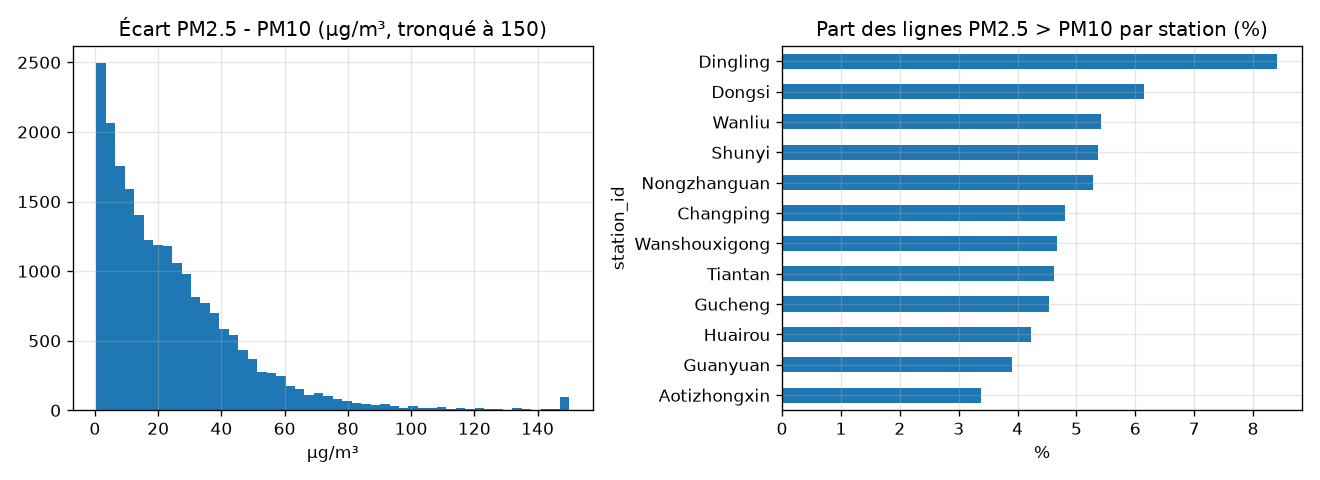 Écart PM2.5 - PM10 (µg/m³, tronqué à 150)
2500
2000
1500
1000
500
0
0 20 40 60 80 100 120 140
µg/m³
Part des lignes PM2.5 > PM10 par station (%)
station_id
Dingling
Dongsi
Wanliu
Shunyi
Nongzhanguan
Changping
Wanshouxigong
Tiantan
Gucheng
Huairou
Guanyuan
Aotizhongxin
0 1 2 3 4 5 6 7 8
%